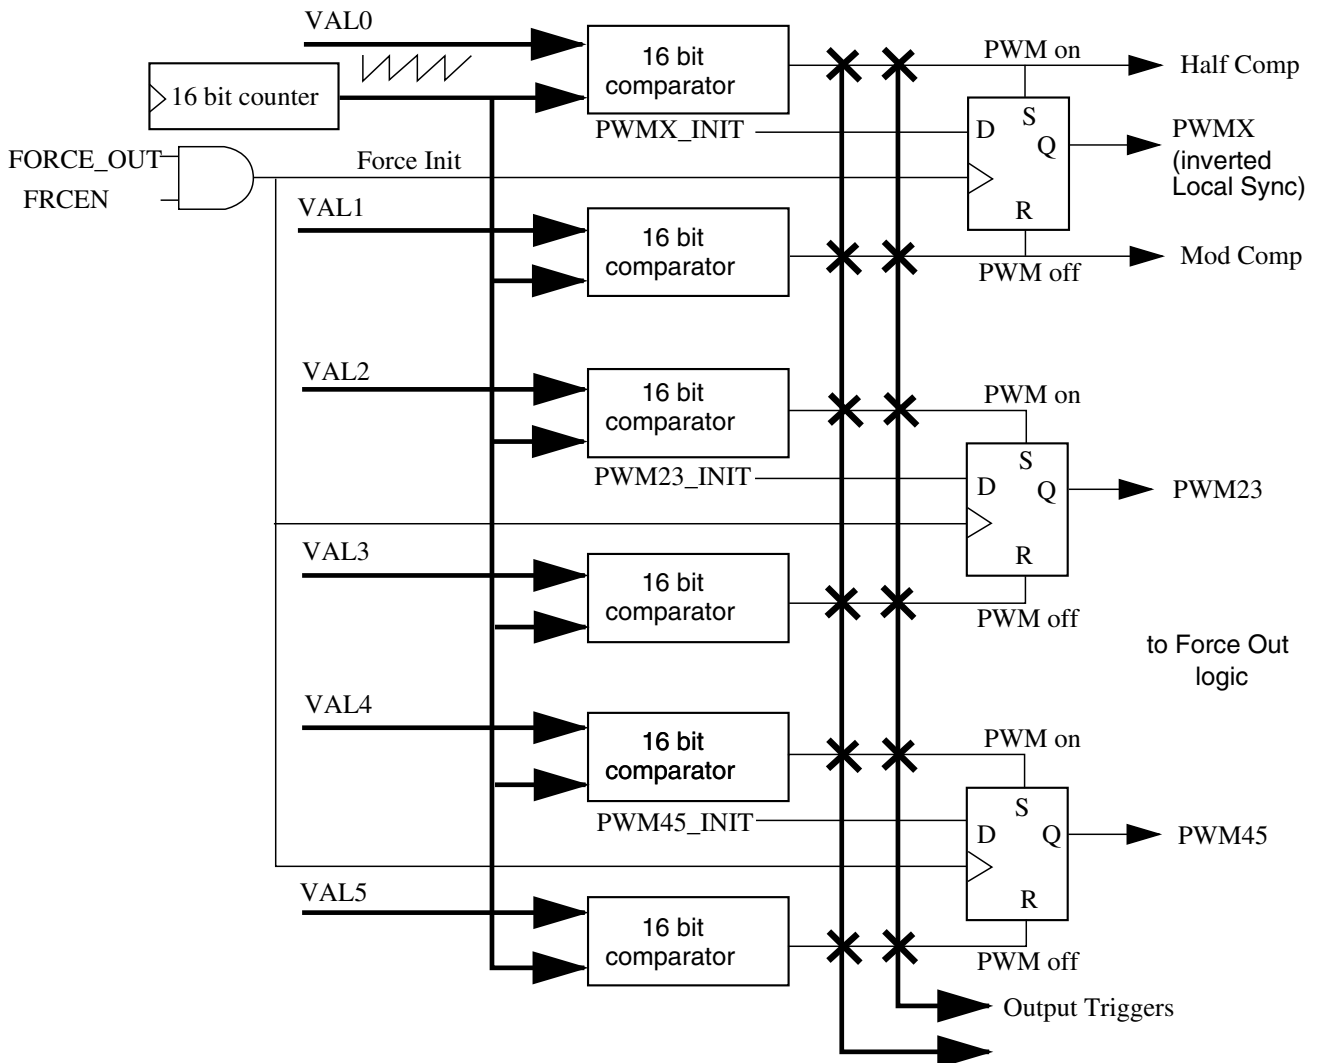 VAL0
16 bit
comparator
PWM on
Half Comp
16 bit counter
PWMX_INIT
D
S
Q
R
PWMX
(inverted
Local Sync)
FORCE_OUT
FRCEN
Force Init
VAL1
16 bit
comparator
PWM off
Mod Comp
VAL2
16 bit
comparator
PWM on
PWM23_INIT
D
S
Q
R
PWM23
VAL3
16 bit
comparator
PWM off
to Force Out
logic
VAL4
16 bit
comparator
PWM on
PWM45_INIT
D
S
Q
R
PWM45
VAL5
16 bit
comparator
PWM off
Output Triggers